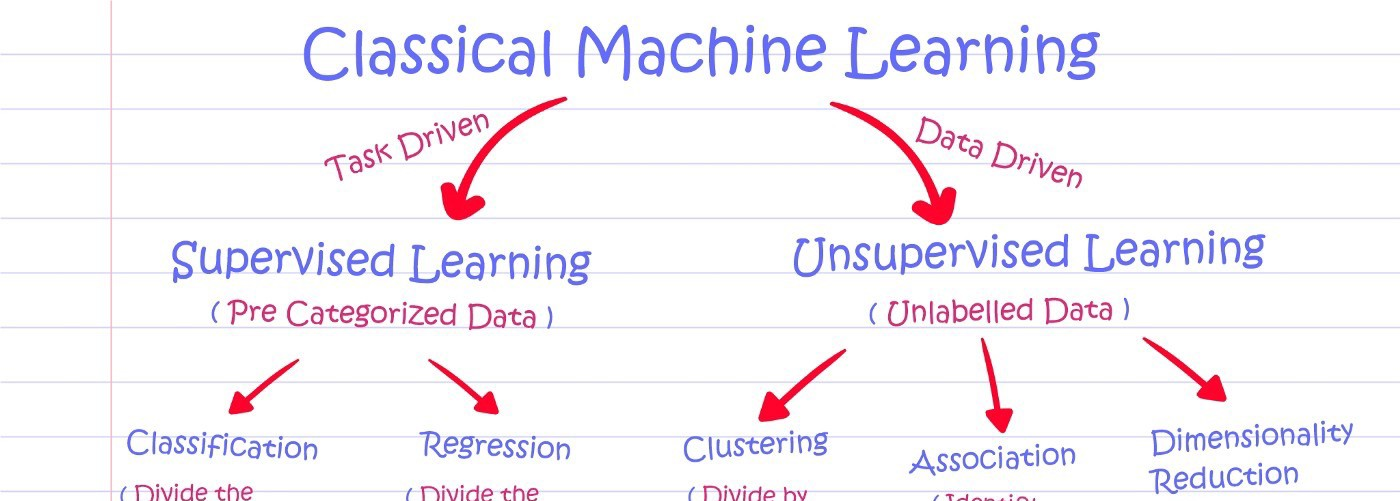 Classical Machine Learning
Task Driven
Data Driven
Supervised Learning
Unsupervised Learning
( Pre Categorized Data )
( Unlabelled Data )
Classification
Regression
Clustering
Association
Dimensionality
Reduction
( Divide the
( Divide the
( Divide by